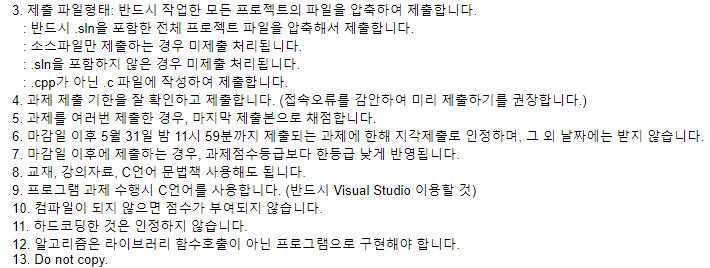 3. 제출 파일형태: 반드시 작업한 모든 프로젝트의 파일을 압축하여 제출합니다.
: 반드시 .sln을 포함한 전체 프로젝트 파일을 압축해서 제출합니다.
: 소스파일만 제출하는 경우 미제출 처리됩니다.
: .sln을 포함하지 않은 경우 미제출 처리됩니다.
: .cpp가 아닌 .c 파일에 작성하여 제출합니다.
4. 과제 제출 기한을 잘 확인하고 제출합니다. (접속오류를 감안하여 미리 제출하기를 권장합니다.)
5. 과제를 여러번 제출한 경우, 마지막 제출본으로 채점합니다.
6. 마감일 이후 5월 31일 밤 11시 59분까지 제출되는 과제에 한해 지각제출로 인정하며, 그 외 날짜에는 받지 않습니다.
7. 마감일 이후에 제출하는 경우, 과제점수등급보다 한등급 낮게 반영됩니다.
8. 교재, 강의자료, C언어 문법책 사용해도 됩니다.
9. 프로그램 과제 수행시 C언어를 사용합니다. (반드시 Visual Studio 이용할 것)
10. 컴파일이 되지 않으면 점수가 부여되지 않습니다.
11. 하드코딩한 것은 인정하지 않습니다.
12. 알고리즘은 라이브러리 함수호출이 아닌 프로그램으로 구현해야 합니다.
13. Do not copy.